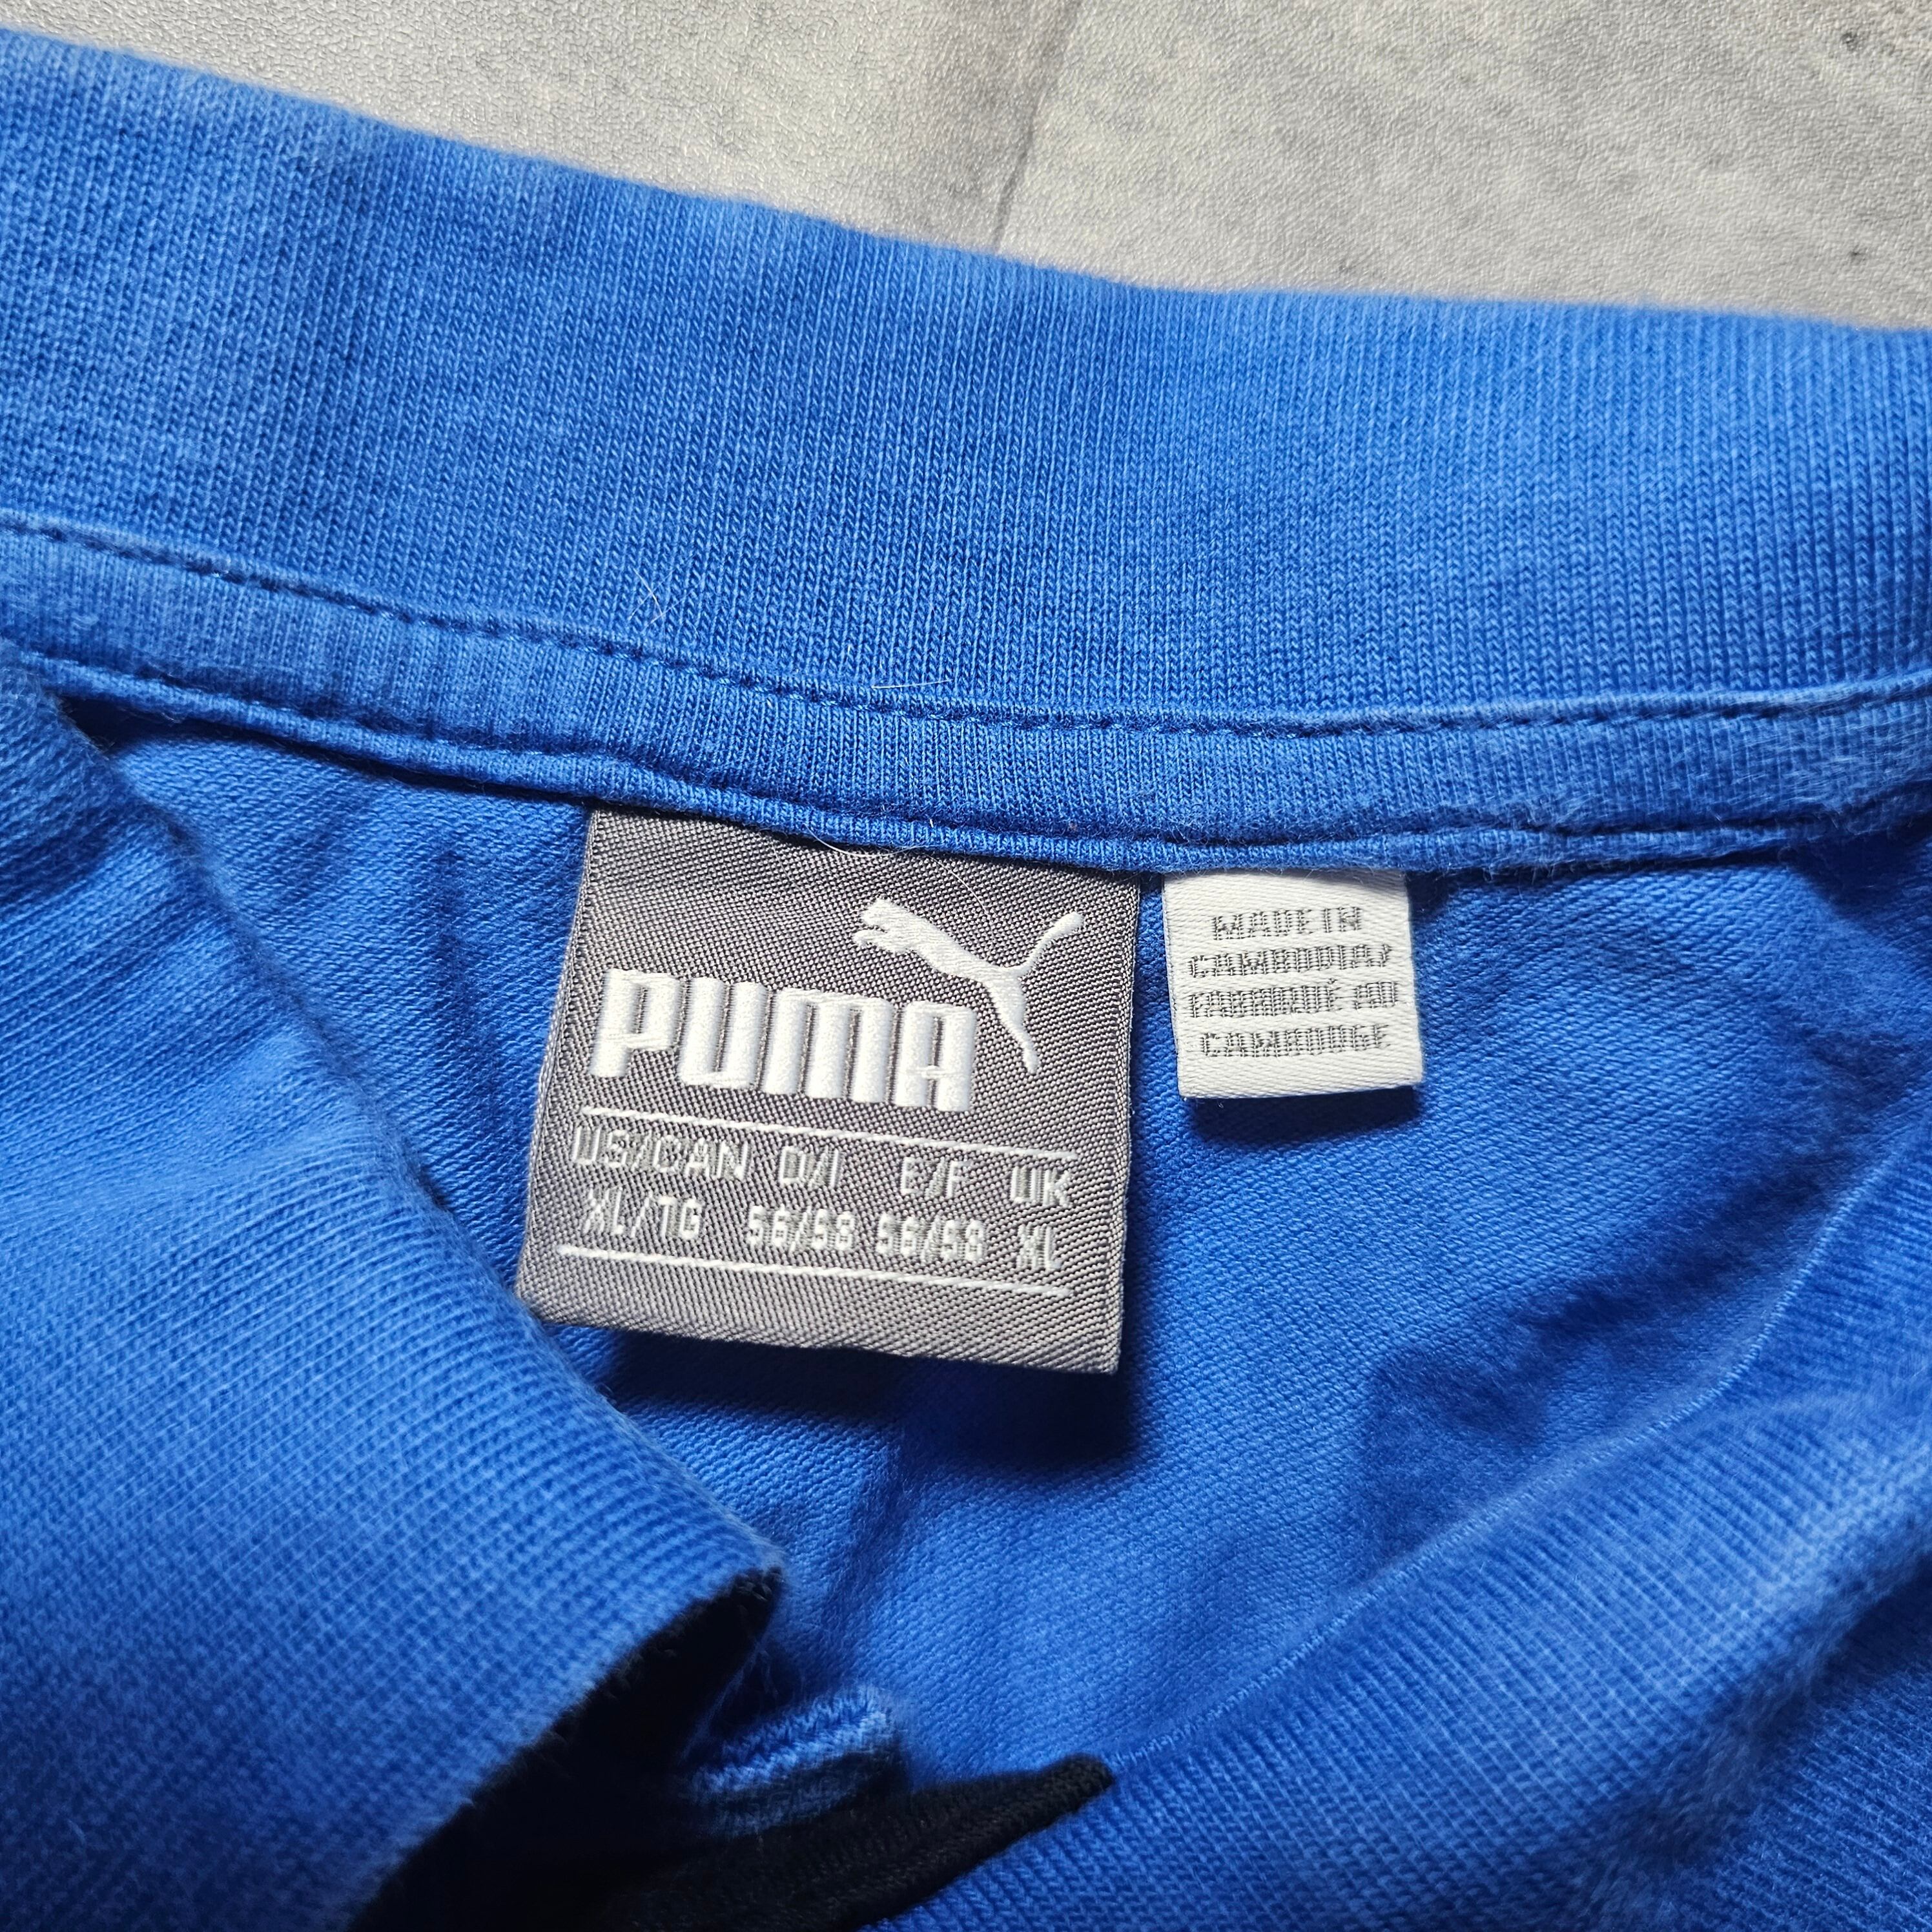 PUMA
US/CAN D/I E/F UK
XL/TG 56/58 56/58 XL
MADE IN
CAMBODIA/
FABRIQUÉ AU
CAMBODGE